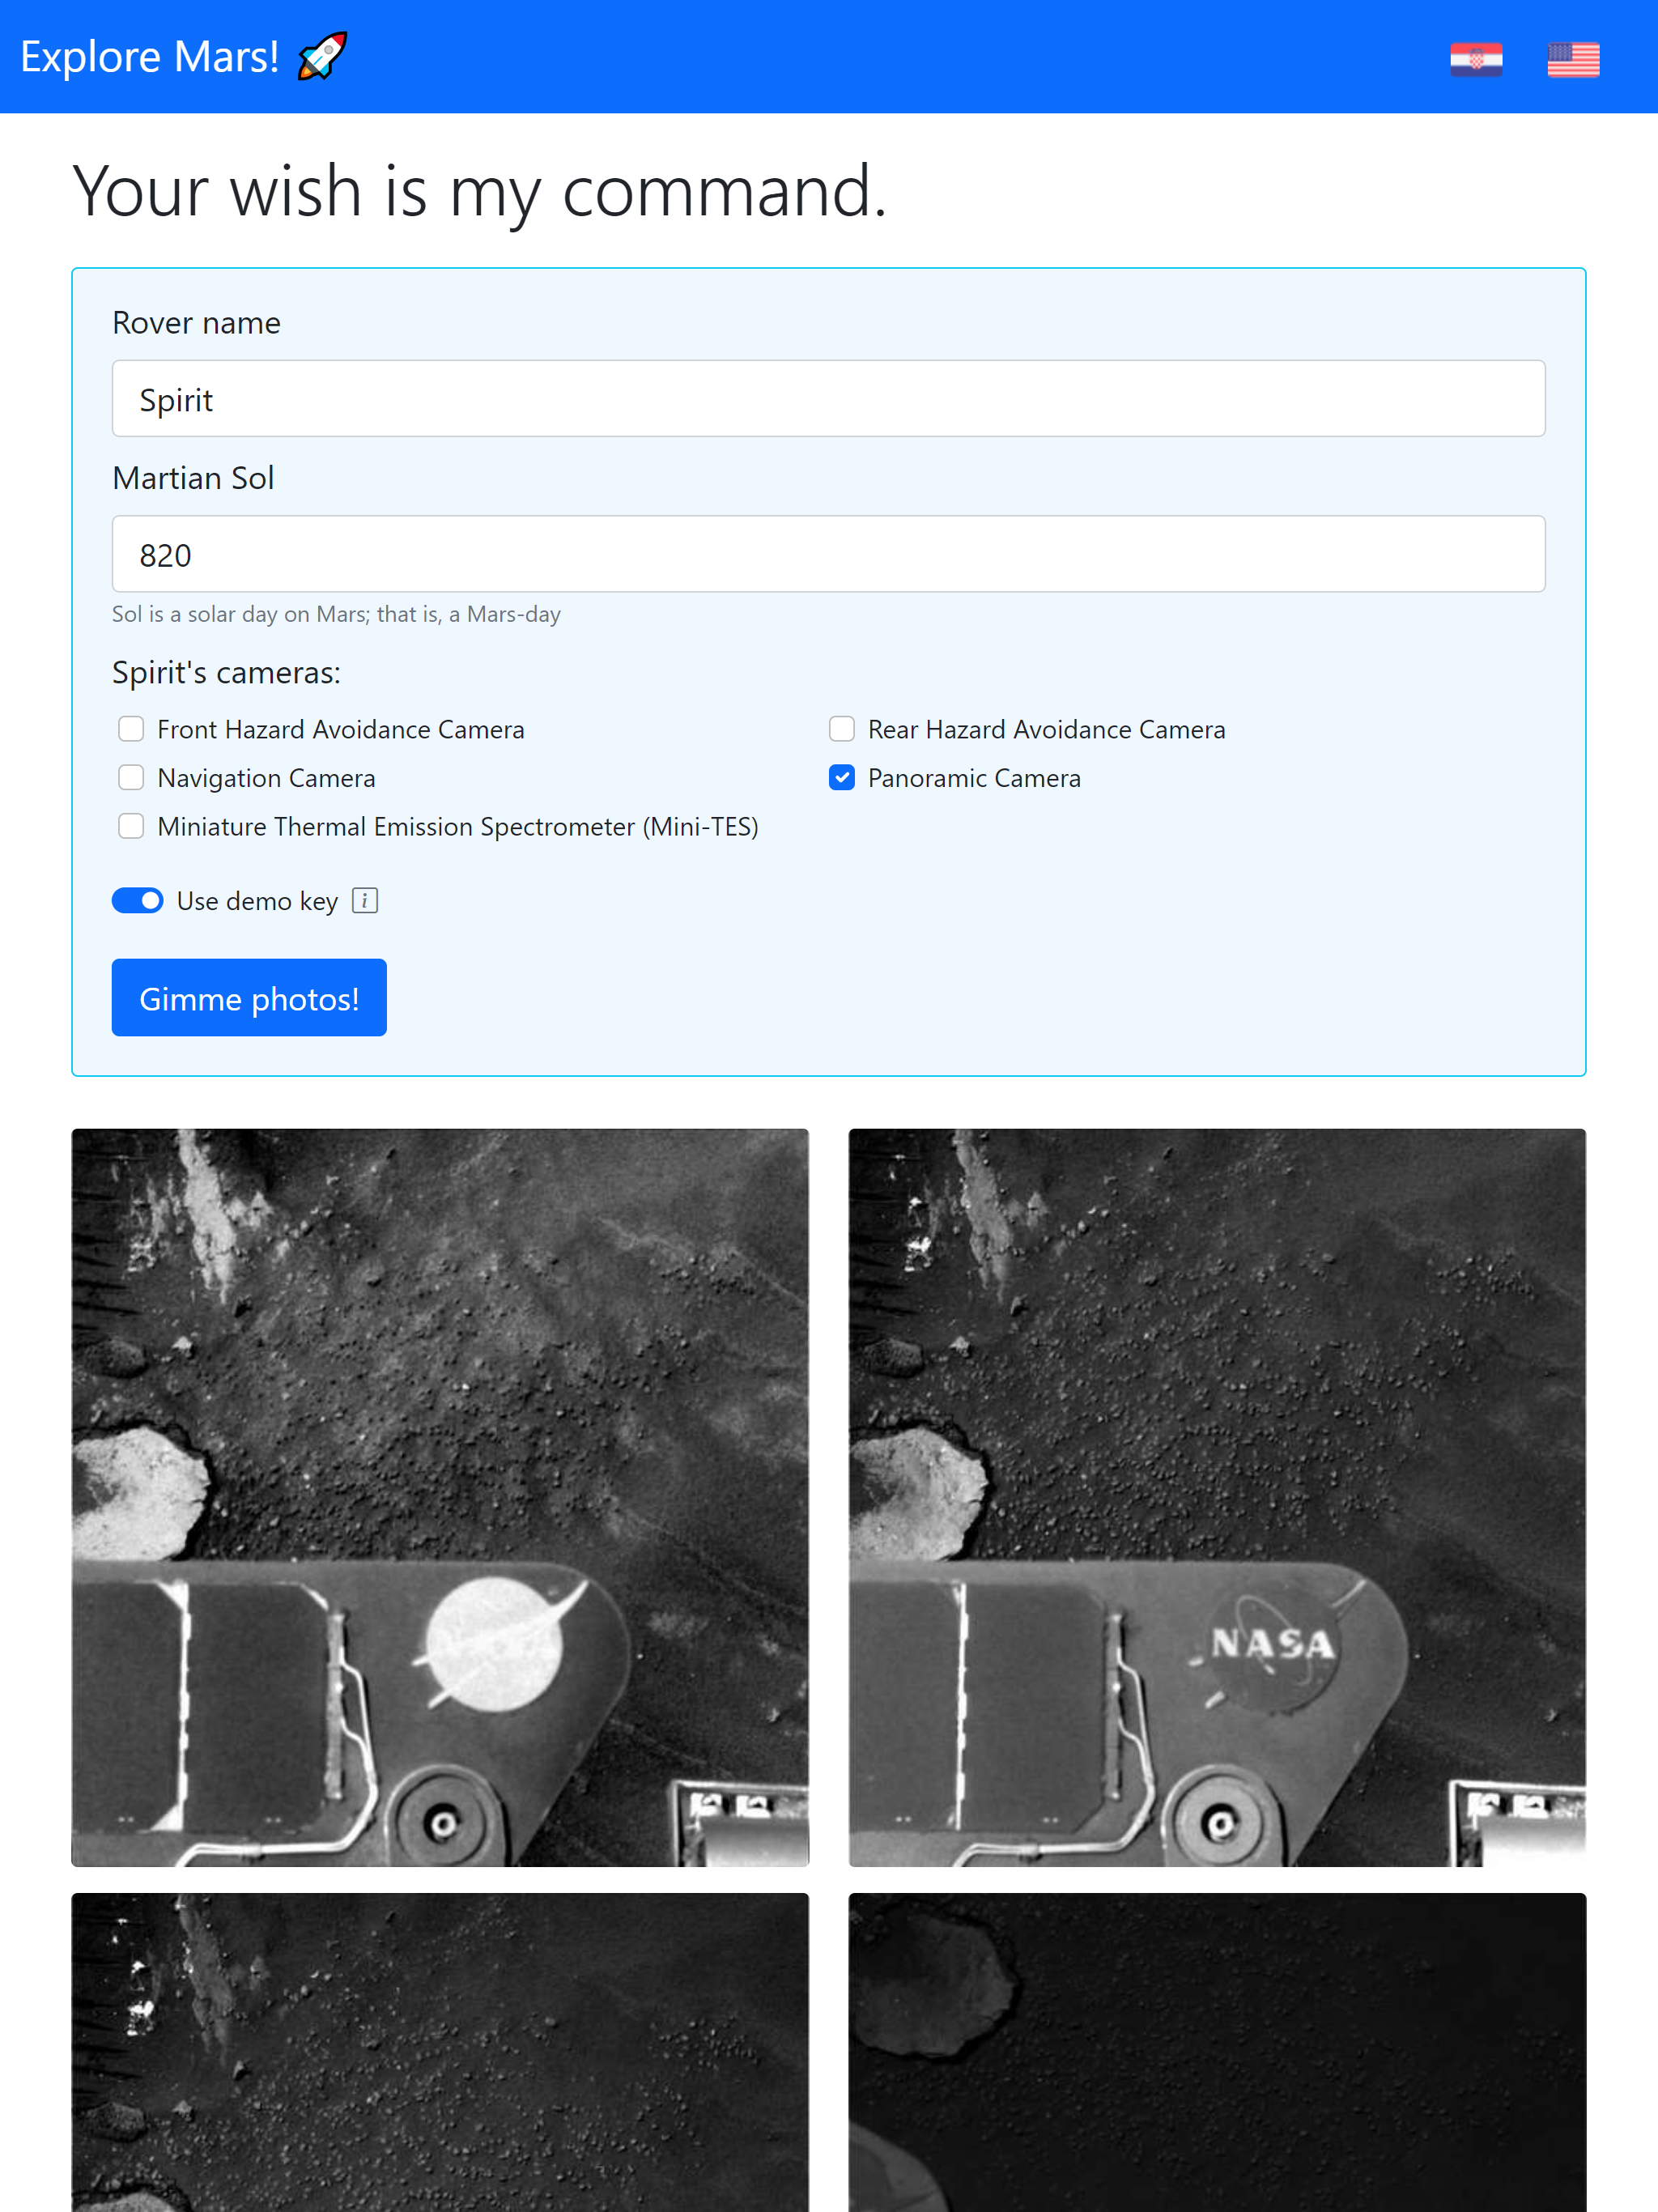 Explore Mars!
Your wish is my command.
Rover name
Spirit
Martian Sol
820
Sol is a solar day on Mars; that is, a Mars-day
Spirit's cameras:
Front Hazard Avoidance Camera
Rear Hazard Avoidance Camera
Navigation Camera
Panoramic Camera
Miniature Thermal Emission Spectrometer (Mini-TES)
Use demo key i
Gimme photos!
NASA